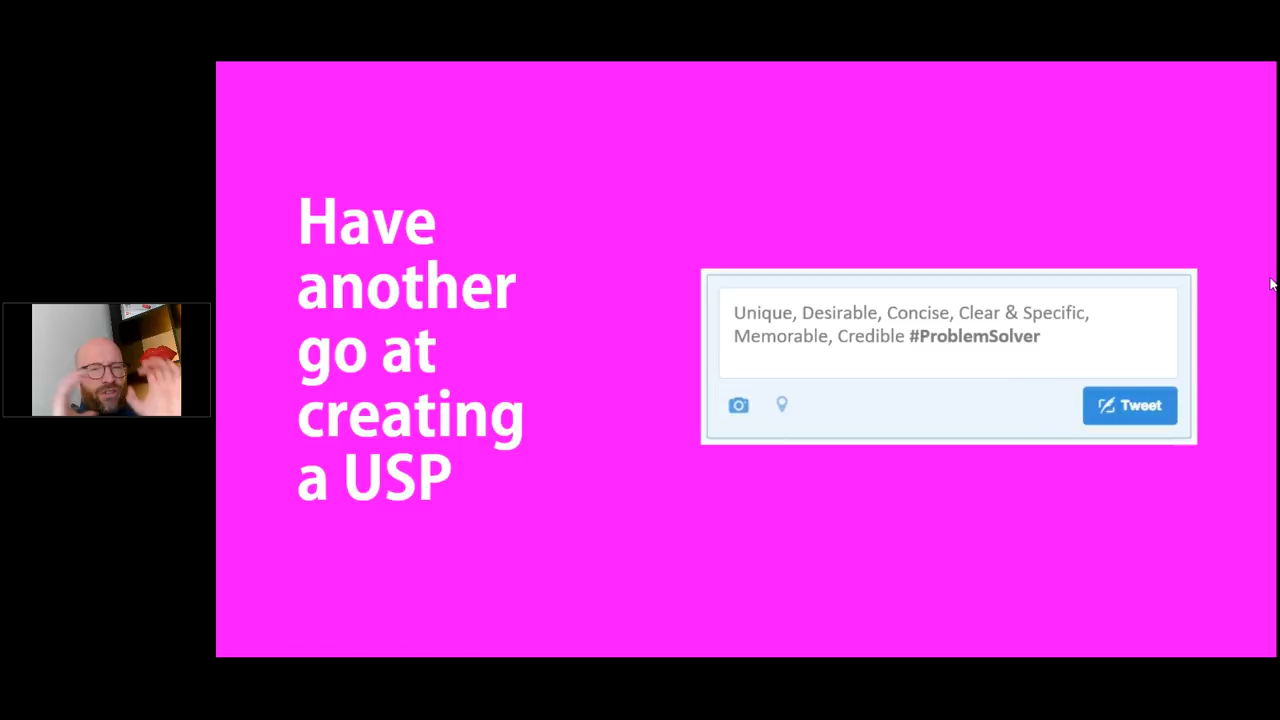 Have
another
go at
creating
a USP
Unique, Desirable, Concise, Clear & Specific,
Memorable, Credible #ProblemSolver
Tweet